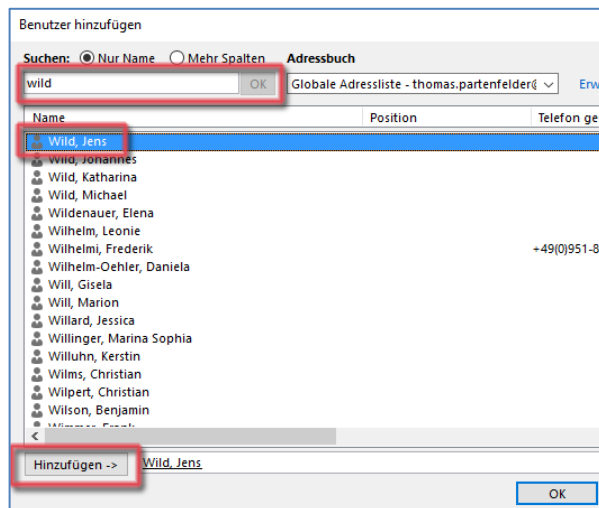 Benutzer hinzufügen
Suchen: Nur Name Mehr Spalten Adressbuch
wild OK Globale Adressliste - thomas.partenfelder@ Erw
Name Position Telefon ge
Wild, Jens
Wild, Johannes
Wild, Katharina
Wild, Michael
Wildenauer, Elena
Wilhelm, Leonie
Wilhelmi, Frederik +49(0)951-8
Wilhelm-Oehler, Daniela
Will, Gisela
Will, Marion
Willard, Jessica
Willinger, Marina Sophia
Willuhn, Kerstin
Wilms, Christian
Wilpert, Christian
Wilson, Benjamin
Wimmer, Frank
Hinzufügen -> Wild, Jens
OK